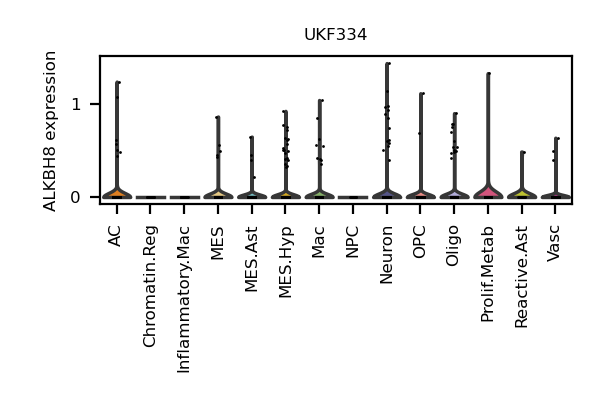 UKF334
ALKBH8 expression
1
0
AC
Chromatin.Reg
Inflammatory.Mac
MES
MES.Ast
MES.Hyp
Mac
NPC
Neuron
OPC
Oligo
Prolif.Metab
Reactive.Ast
Vasc